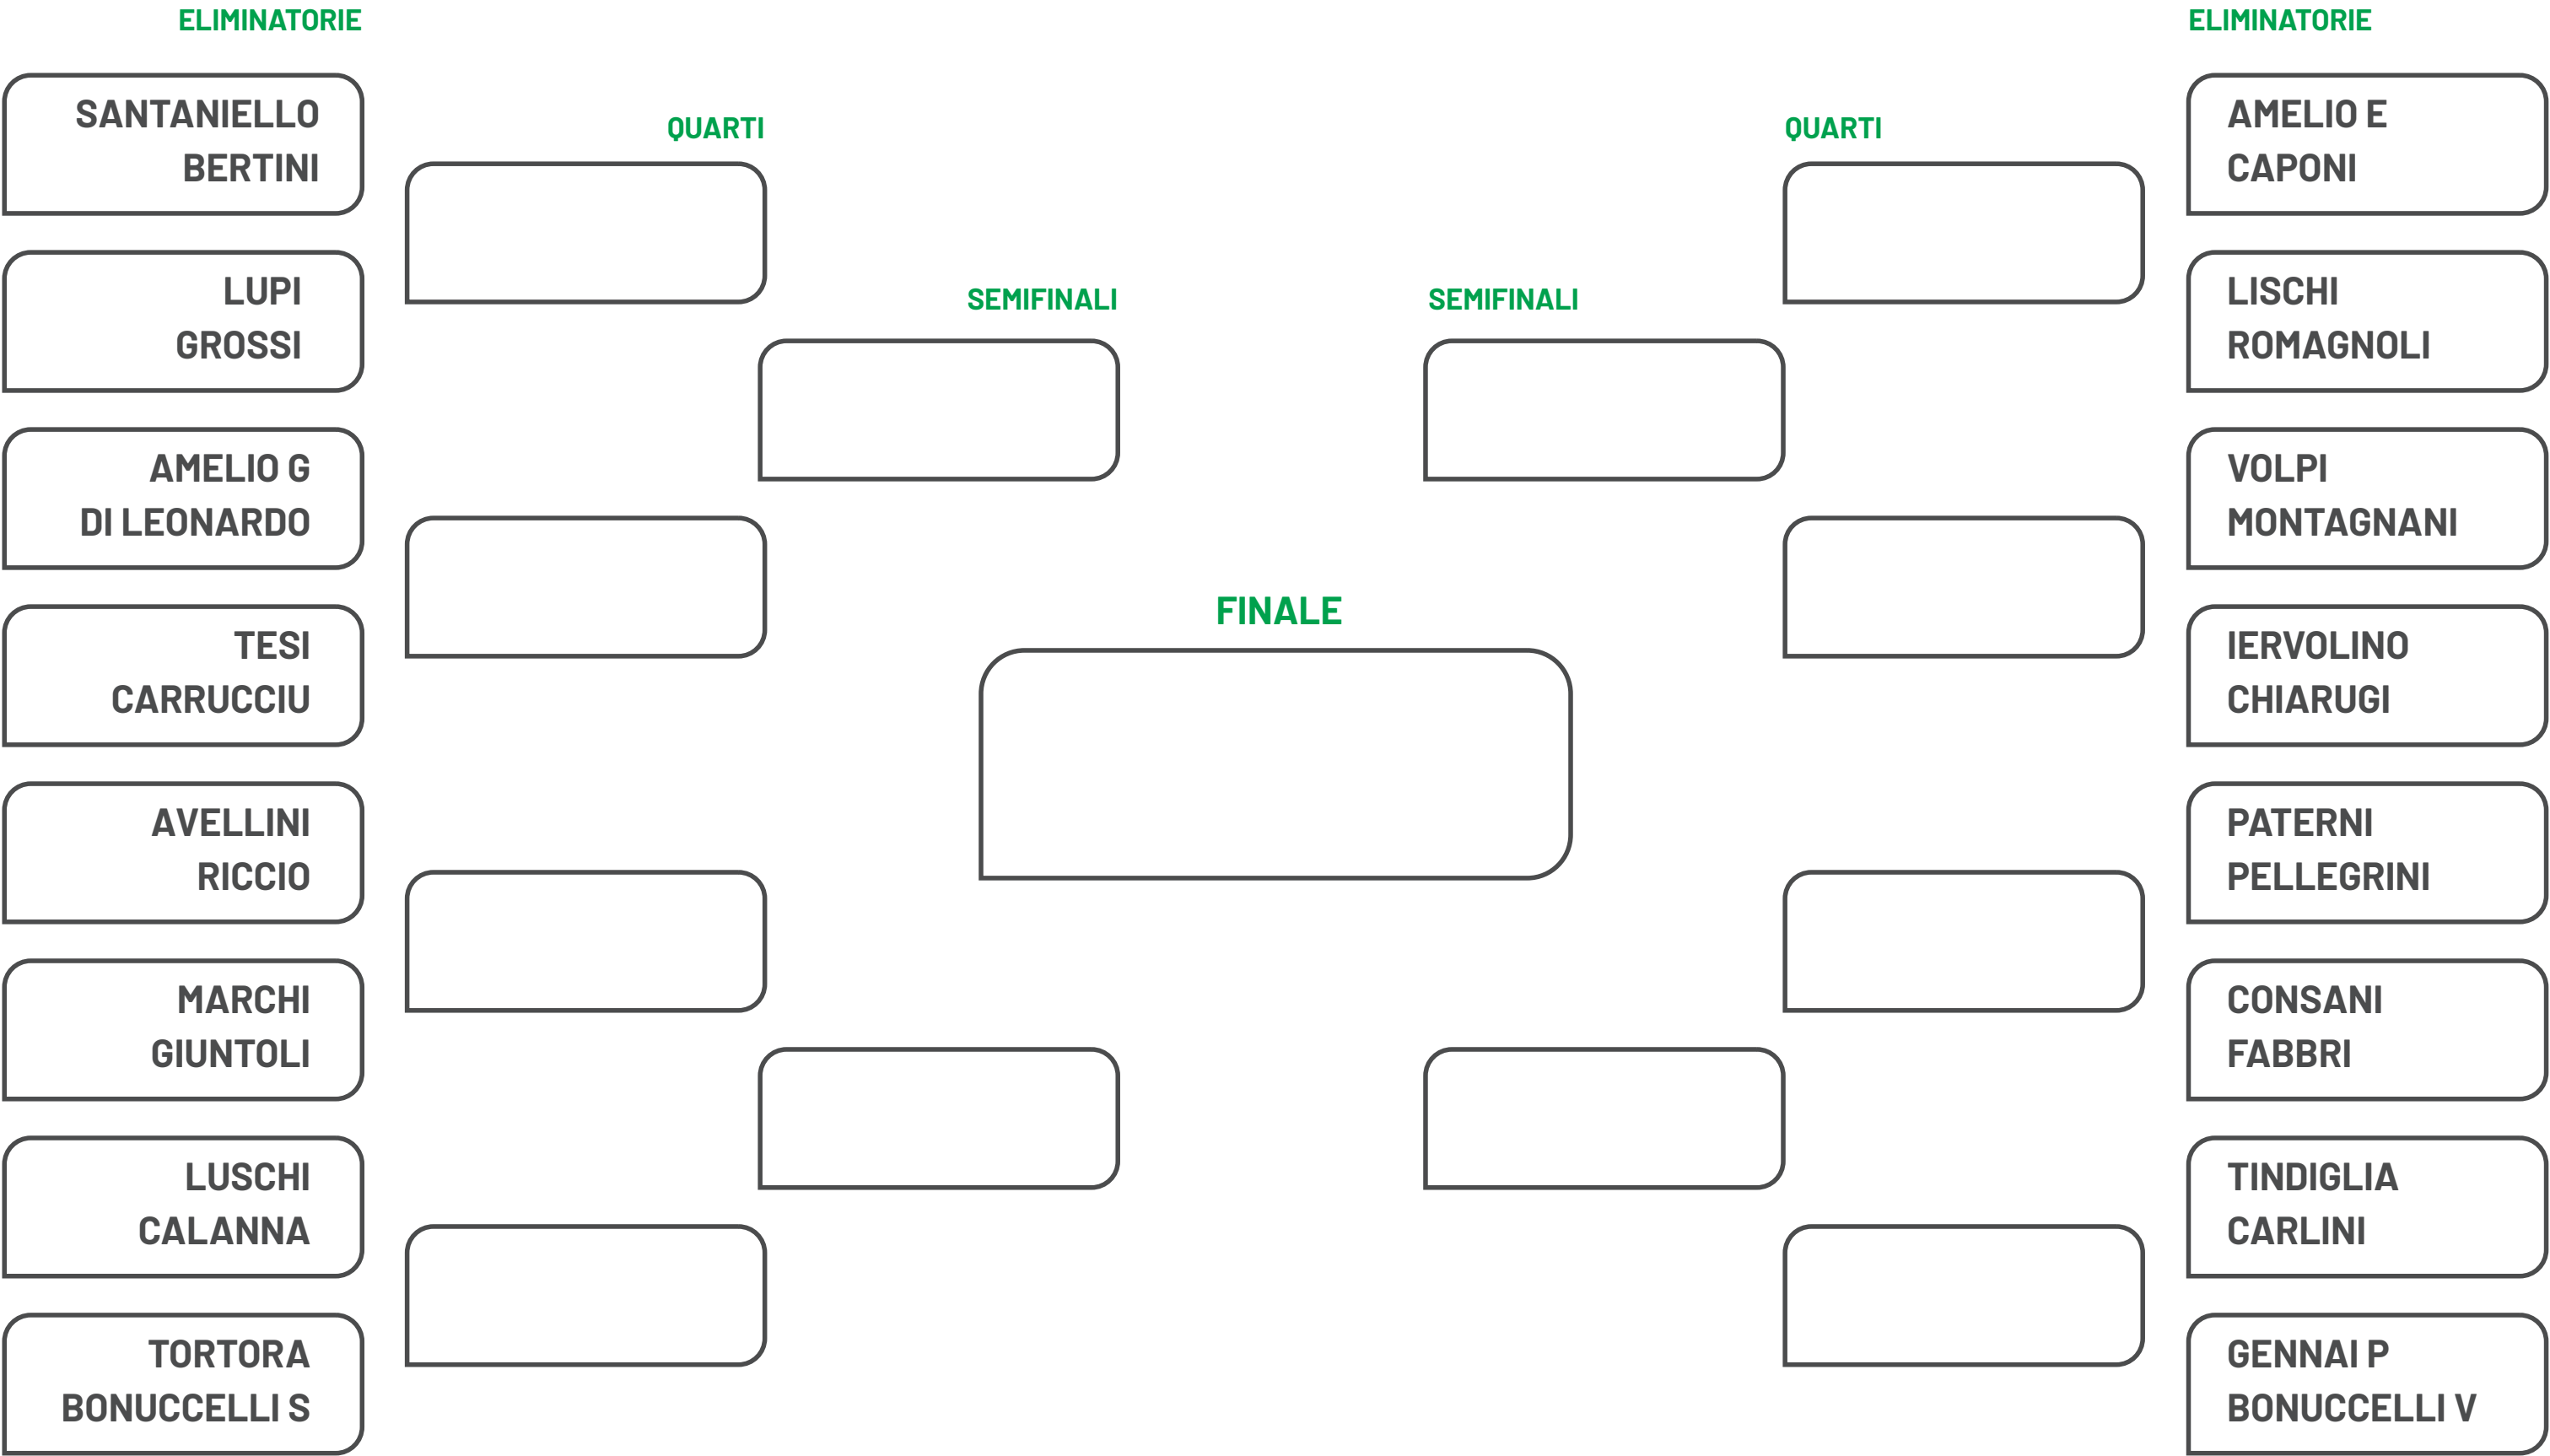 ELIMINATORIE
SANTANIELLO
BERTINI
LUPI
GROSSI
AMELIO G
DI LEONARDO
TESI
CARRUCCIU
AVELLINI
RICCIO
MARCHI
GIUNTOLI
LUSCHI
CALANNA
TORTORA
BONUCCELLI S
QUARTI
SEMIFINALI
FINALE
SEMIFINALI
QUARTI
ELIMINATORIE
AMELIO E
CAPONI
LISCHI
ROMAGNOLI
VOLPI
MONTAGNANI
IERVOLINO
CHIARUGI
PATERNI
PELLEGRINI
CONSANI
FABBRI
TINDIGLIA
CARLINI
GENNAI P
BONUCCELLI V